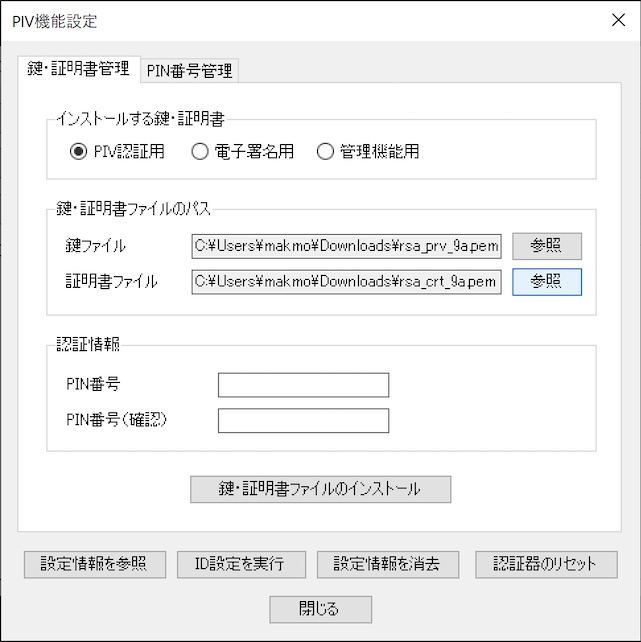 PIV機能設定
鍵・証明書管理 PIN番号管理
インストールする鍵・証明書
PIV認証用 電子署名用 管理機能用
鍵・証明書ファイルのパス
鍵ファイル C:¥Users¥makmo¥Downloads¥rsa_prv_9a.pem 参照
証明書ファイル C:¥Users¥makmo¥Downloads¥rsa_crt_9a.pem 参照
認証情報
PIN番号
PIN番号(確認)
鍵・証明書ファイルのインストール
設定情報を参照 ID設定を実行 設定情報を消去 認証器のリセット
閉じる